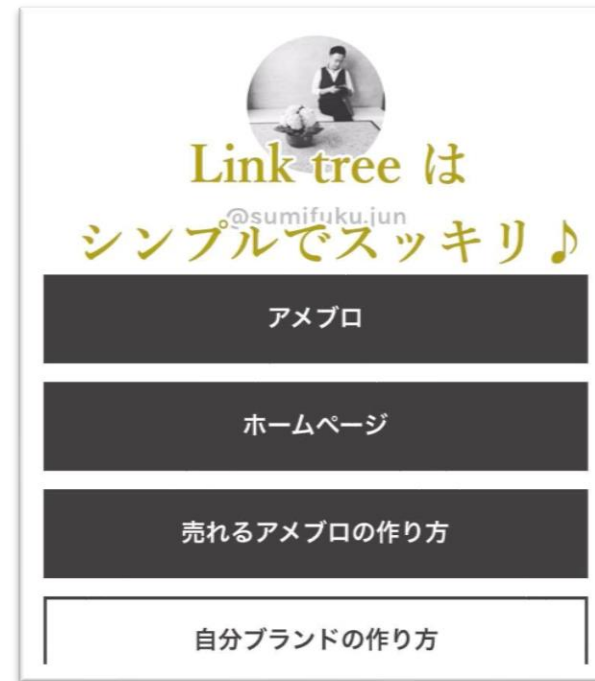 Link tree は
@sumifuku.jun
シンプルでスッキリ♪
アメブロ
ホームページ
売れるアメブロの作り方
自分ブランドの作り方